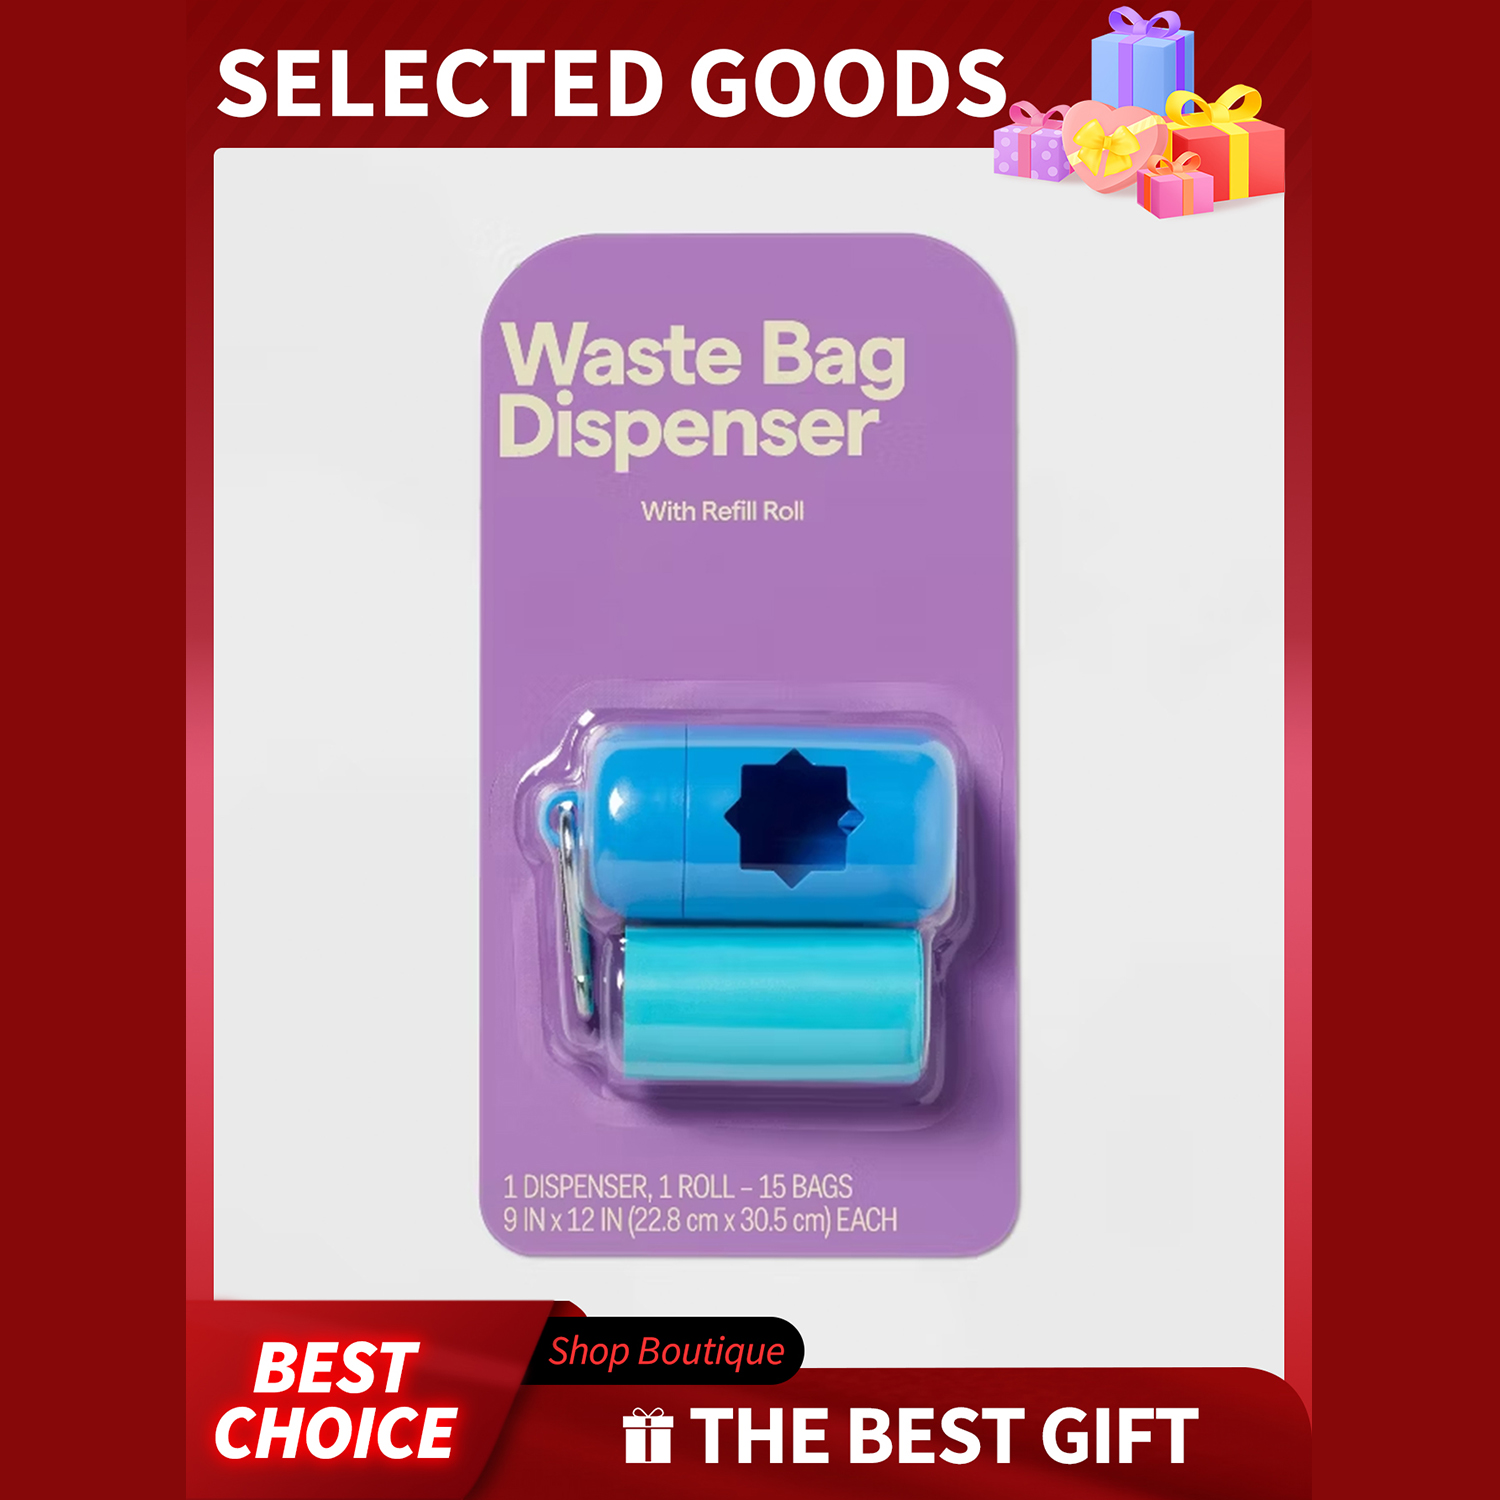 SELECTED GOODS
Waste Bag
Dispenser
With Refill Roll
1 DISPENSER, 1 ROLL – 15 BAGS
9 IN x 12 IN (22.8 cm x 30.5 cm) EACH
BEST
CHOICE
Shop Boutique
THE BEST GIFT